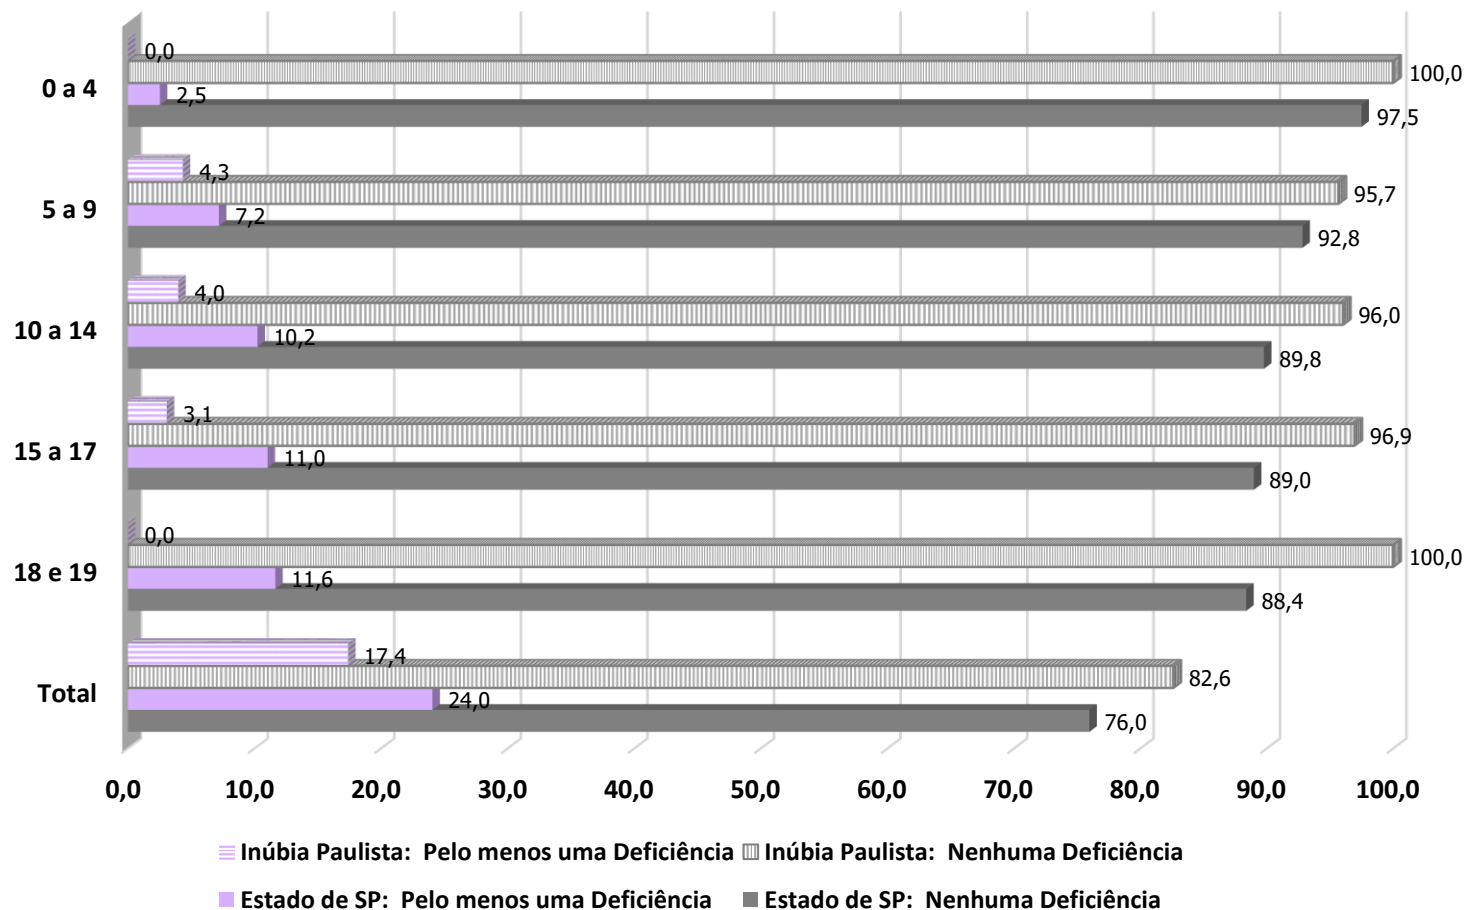 0,0
0 a 4
100,0
2,5
97,5
4,3
5 a 9
95,7
7,2
92,8
4,0
10 a 14
96,0
10,2
89,8
3,1
15 a 17
96,9
11,0
89,0
0,0
18 e 19
100,0
11,6
88,4
17,4
Total
82,6
24,0
76,0
0,0 10,0 20,0 30,0 40,0 50,0 60,0 70,0 80,0 90,0 100,0
Inúbia Paulista: Pelo menos uma Deficiência Inúbia Paulista: Nenhuma Deficiência
Estado de SP: Pelo menos uma Deficiência Estado de SP: Nenhuma Deficiência